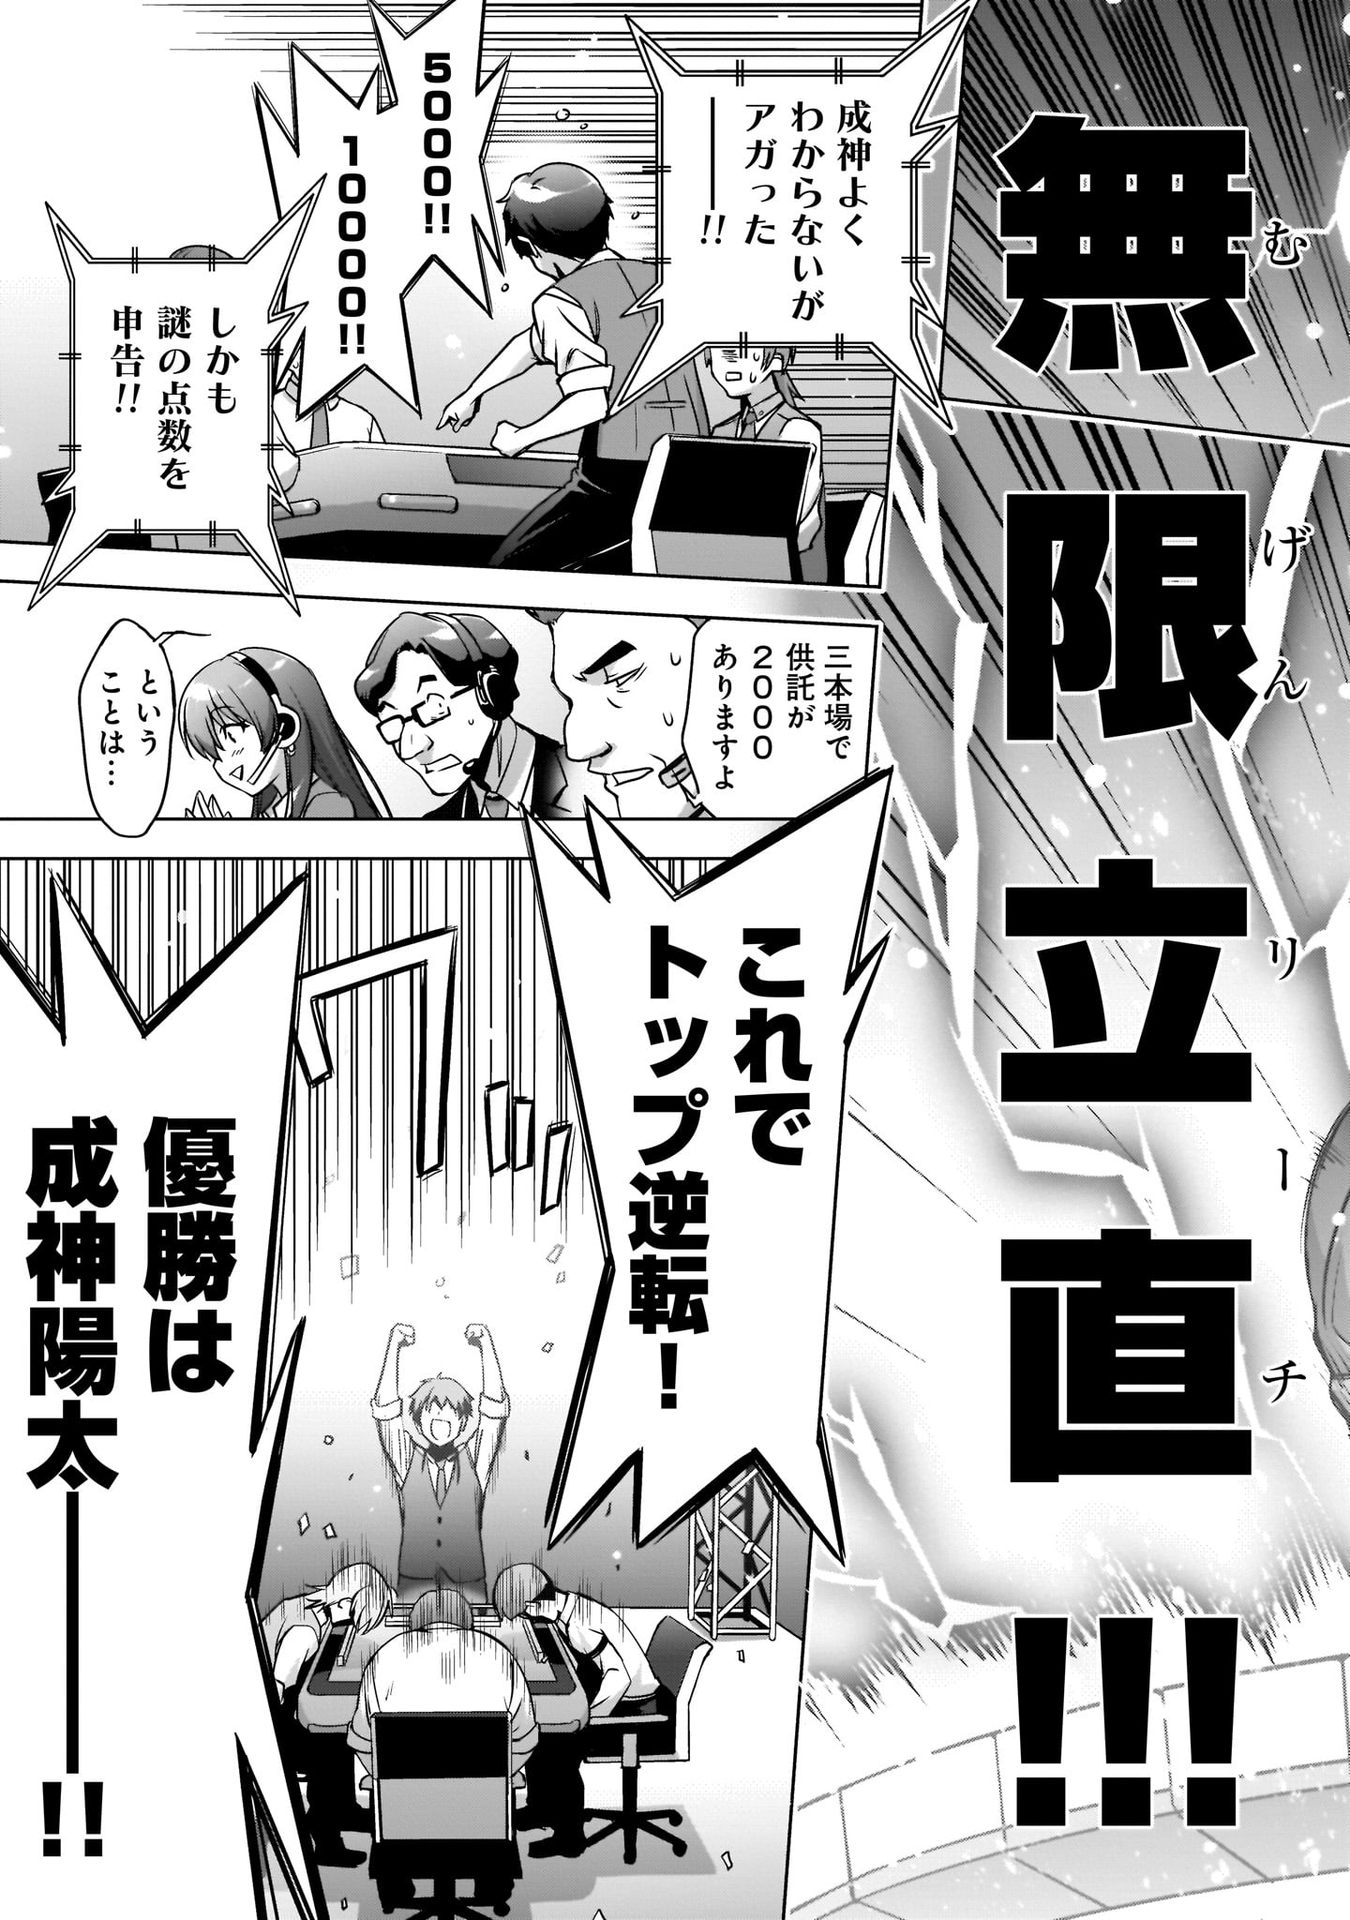 無限立直!!!
むげんリーチ
成神よく
わからないが
アガった
――!!
5000!!
10000!!
しかも
謎の点数を
申告!!
三本場で
供託が
2000
ありますよ
という
ことは…
これで
トップ逆転!
優勝は
成神陽太――!!